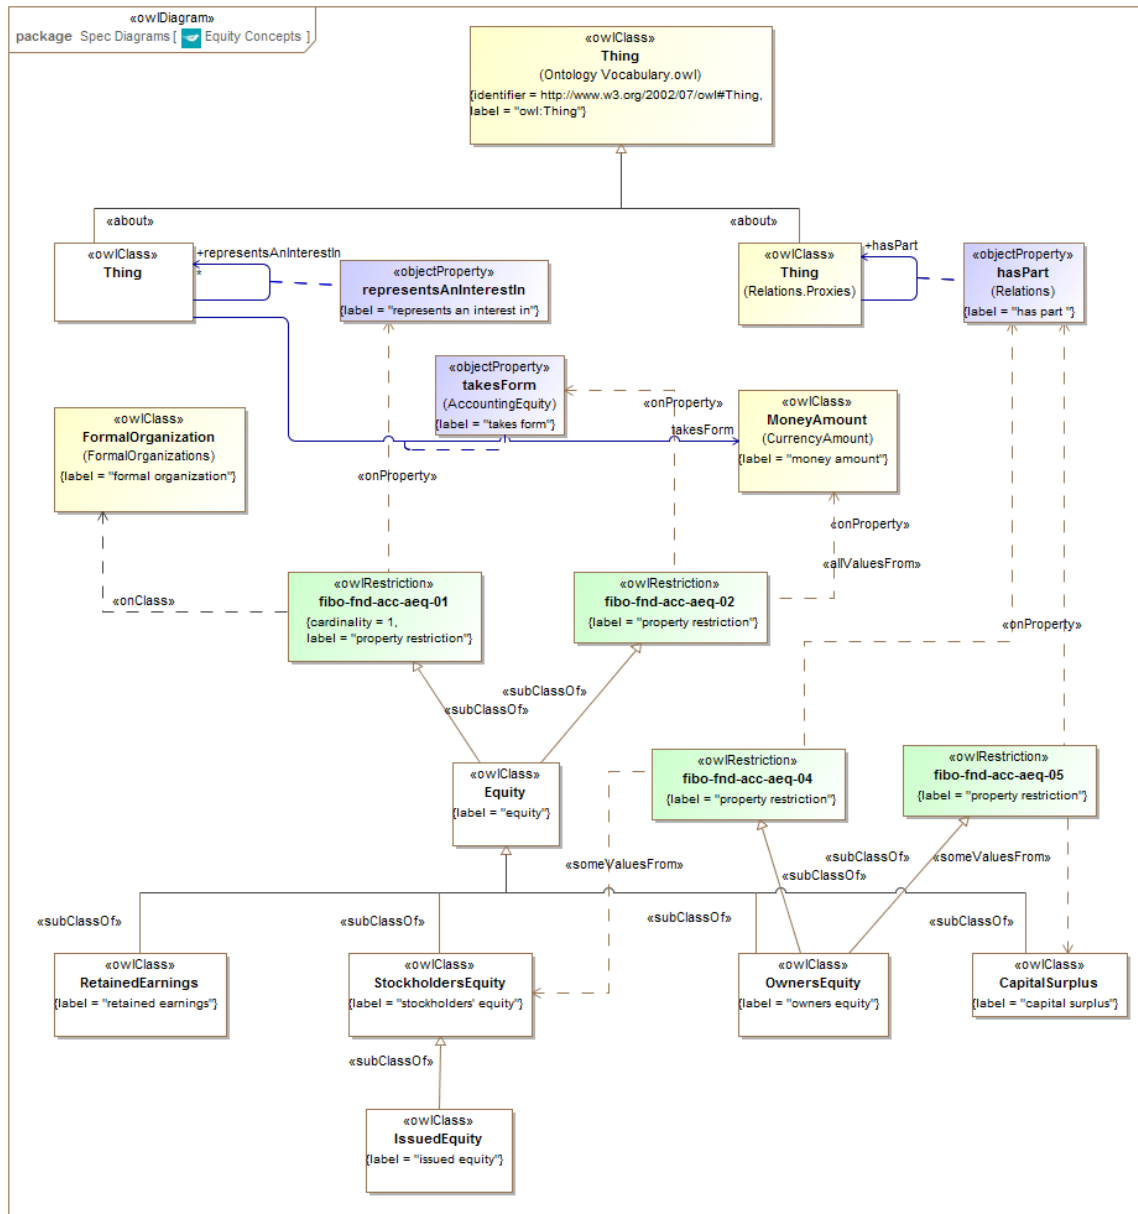 «owlDiagram»
package Spec Diagrams [ Equity Concepts ]
«owlClass»
Thing
(Ontology Vocabulary.owl)
{identifier = http://www.w3.org/2002/07/owl#Thing,
label = "owl:Thing"}
«about»
«about»
«owlClass»
Thing
+representsAnInterestIn
*
«objectProperty»
representsAnInterestIn
{label = "represents an interest in"}
«owlClass»
Thing
(Relations.Proxies)
+hasPart
«objectProperty»
hasPart
(Relations)
{label = "has part "}
«objectProperty»
takesForm
(AccountingEquity)
{label = "takes form"}
«onProperty»
takesForm
«owlClass»
MoneyAmount
(CurrencyAmount)
{label = "money amount"}
«owlClass»
FormalOrganization
(FormalOrganizations)
{label = "formal organization"}
«onProperty»
«onProperty»
«allValuesFrom»
«onClass»
«owlRestriction»
fibo-fnd-acc-aeq-01
{cardinality = 1,
label = "property restriction"}
«owlRestriction»
fibo-fnd-acc-aeq-02
{label = "property restriction"}
«onProperty»
«subClassOf»
«subClassOf»
«owlClass»
Equity
{label = "equity"}
«owlRestriction»
fibo-fnd-acc-aeq-04
{label = "property restriction"}
«owlRestriction»
fibo-fnd-acc-aeq-05
{label = "property restriction"}
«someValuesFrom»
«subClassOf»
«subClassOf»
«someValuesFrom»
«subClassOf»
«subClassOf»
«subClassOf»
«subClassOf»
«owlClass»
RetainedEarnings
{label = "retained earnings"}
«owlClass»
StockholdersEquity
{label = "stockholders' equity"}
«owlClass»
OwnersEquity
{label = "owners equity"}
«owlClass»
CapitalSurplus
{label = "capital surplus"}
«subClassOf»
«owlClass»
IssuedEquity
{label = "issued equity"}